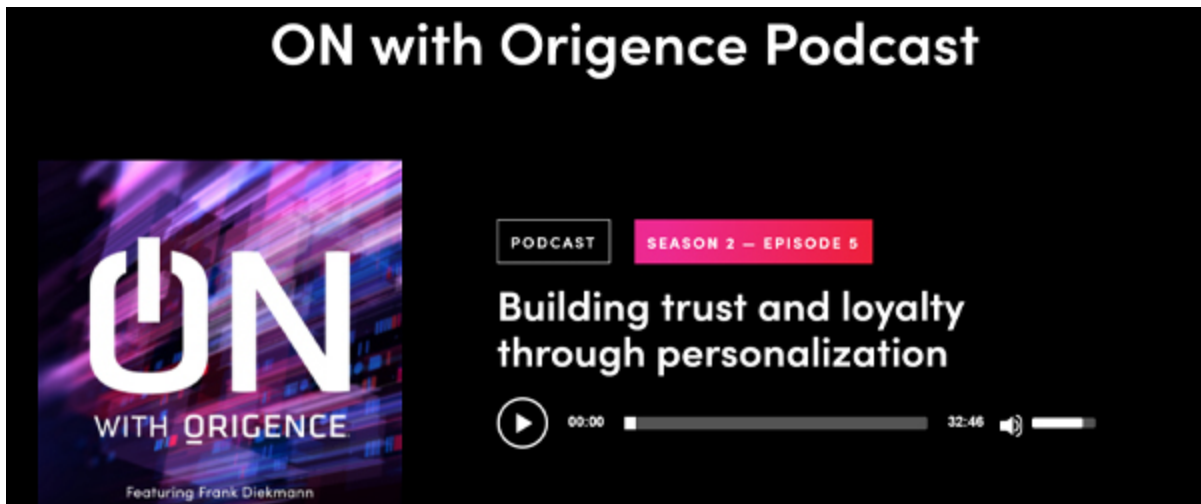 ON with Origence Podcast
ON
WITH ORIGENCE
Featuring Frank Diekmann
PODCAST
SEASON 2 — EPISODE 5
Building trust and loyalty
through personalization
00:00
32:46